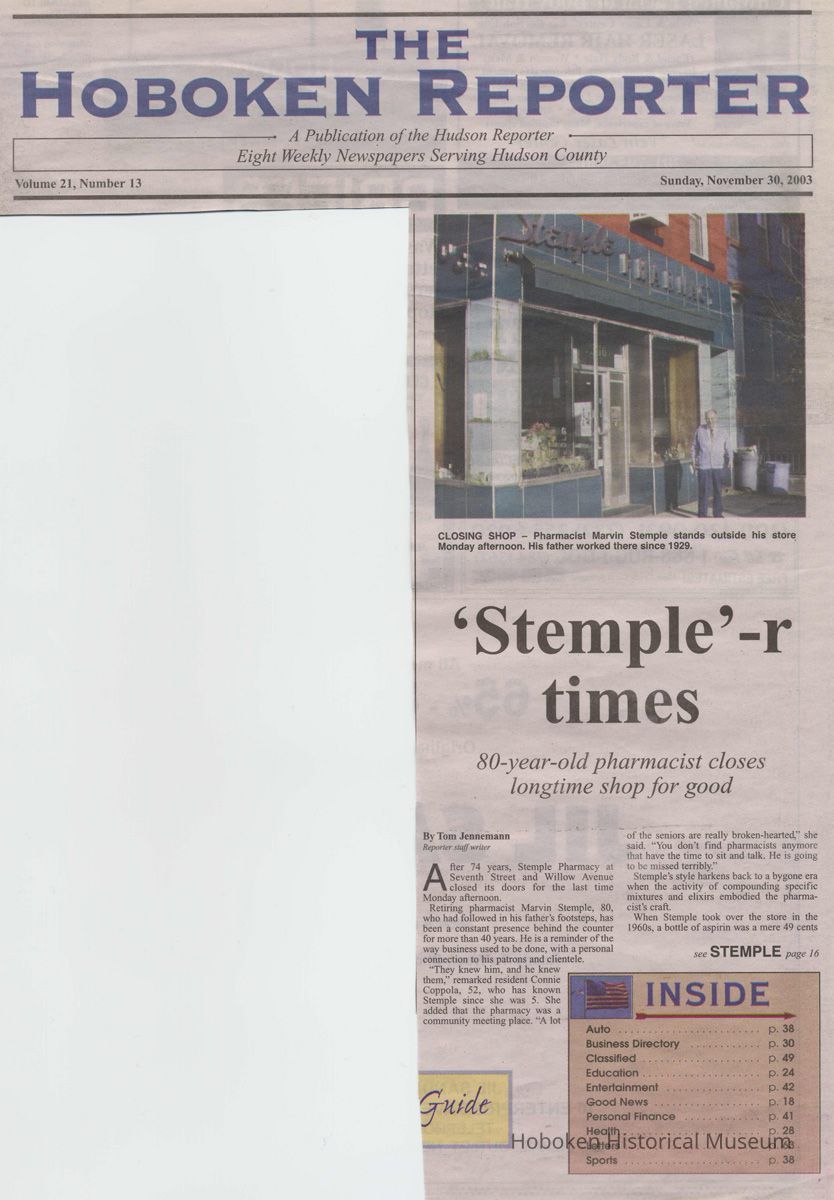 THE
HOBOKEN REPORTER
A Publication of the Hudson Reporter
Eight Weekly Newspapers Serving Hudson County
Volume 21, Number 13
Sunday, November 30, 2003
Stemple
PHARMACY
CLOSING SHOP – Pharmacist Marvin Stemple stands outside his store
Monday afternoon. His father worked there since 1929.
‘Stemple’-r
times
80-year-old pharmacist closes
longtime shop for good
By Tom Jennemann
Reporter staff writer
After 74 years, Stemple Pharmacy at
Seventh Street and Willow Avenue
closed its doors for the last time
Monday afternoon.
Retiring pharmacist Marvin Stemple, 80,
who had followed in his father’s footsteps, has
been a constant presence behind the counter
for more than 40 years. He is a reminder of the
way business used to be done, with a personal
connection to his patrons and clientele.
“They knew him, and he knew
them,” remarked resident Connie
Coppola, 52, who has known
Stemple since she was 5. She
added that the pharmacy was a
community meeting place. “A lot
of the seniors are really broken-hearted,” she
said. “You don’t find pharmacists anymore
that have the time to sit and talk. He is going
to be missed terribly.”
Stemple’s style harkens back to a bygone era
when the activity of compounding specific
mixtures and elixirs embodied the pharma-
cist’s craft.
When Stemple took over the store in the
1960s, a bottle of aspirin was a mere 49 cents
see STEMPLE page 16
INSIDE
Auto . . . . . . . . . . . . . . . . . . . . . . . . p. 38
Business Directory . . . . . . . . . . . . . p. 30
Classified . . . . . . . . . . . . . . . . . . . . p. 49
Education . . . . . . . . . . . . . . . . . . . . p. 24
Entertainment . . . . . . . . . . . . . . . . . p. 42
Good News . . . . . . . . . . . . . . . . . . . p. 18
Personal Finance . . . . . . . . . . . . . . p. 41
Health . . . . . . . . . . . . . . . . . . . . . . . p. 28
Letters
Sports . . . . . . . . . . . . . . . . . . . . . . . p. 38
Guide
Hoboken Historical Museum